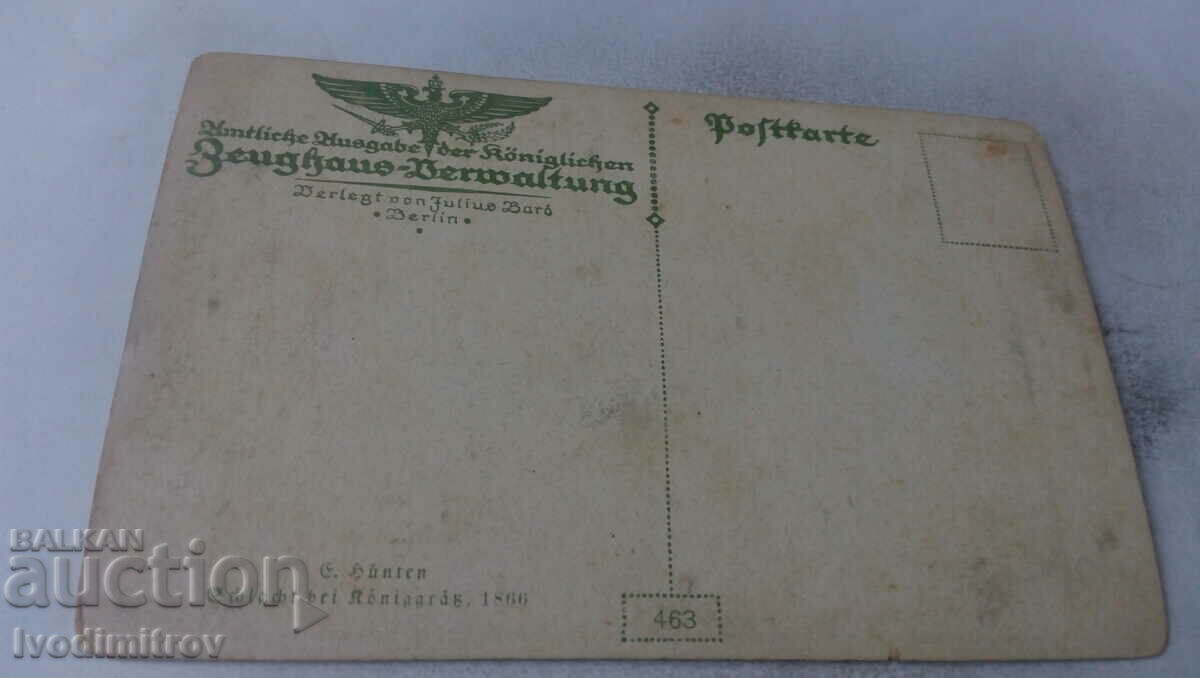 Amtliche Ausgabe der Königlichen
Zeughaus-Verwaltung
Verlegt von Julius Bard
Berlin
Postkarte
E. Hünten
bei Königgrätz, 1866
463
BALKAN
auction
Ivodimitrov